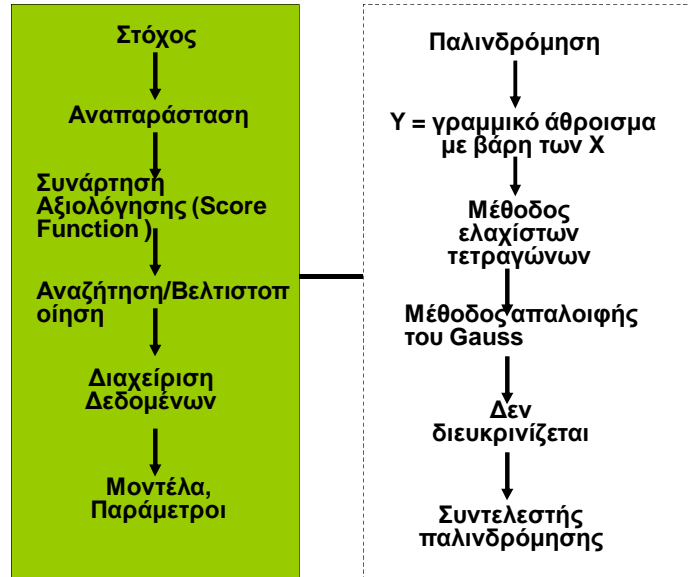 Στόχος
Αναπαράσταση
Συνάρτηση
Αξιολόγησης (Score
Function )
Αναζήτηση/Βελτιστοπ
οίηση
Διαχείριση
Δεδομένων
Μοντέλα,
Παράμετροι
Παλινδρόμηση
Y = γραμμικό άθροισμα
με βάρη των X
Μέθοδος
ελαχίστων
τετραγώνων
Μέθοδος απαλοιφής
του Gauss
Δεν
διευκρινίζεται
Συντελεστής
παλινδρόμησης